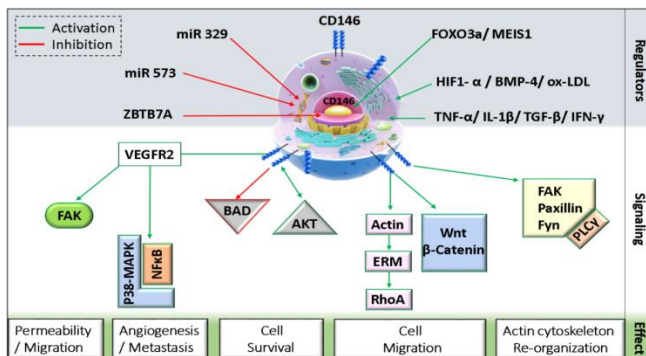 Activation
Inhibition
CD146
miR 329
FOXO3a/ MEIS1
miR 573
HIF1- α / BMP-4/ ox-LDL
CD146
ZBTB7A
TNF-α/ IL-1β/ TGF-β/ IFN-γ
Regulators
VEGFR2
FAK
P38-MAPK
NFκB
BAD
AKT
Actin
ERM
RhoA
Wnt
β-Catenin
FAK
Paxillin
Fyn
PLCγ
Signaling
Permeability
/ Migration
Angiogenesis
/ Metastasis
Cell
Survival
Cell
Migration
Actin cytoskeleton
Re-organization
Effect